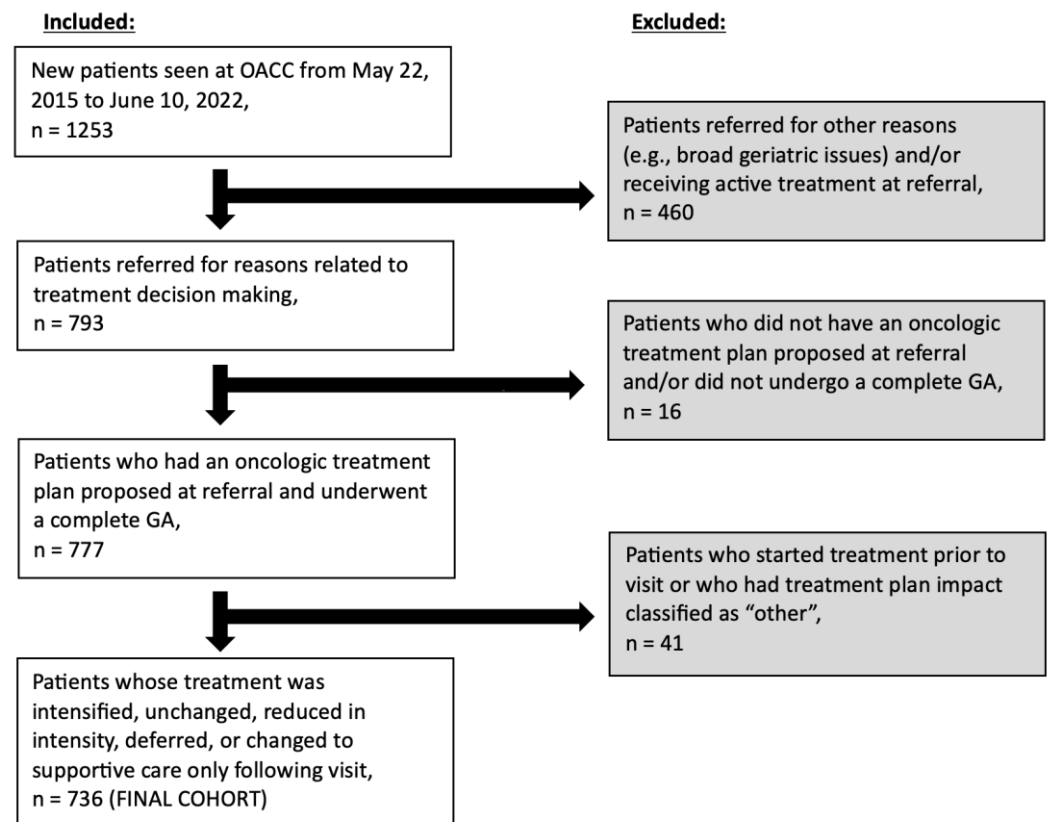 Included:
Excluded:
New patients seen at OACC from May 22,
2015 to June 10, 2022,
n = 1253
Patients referred for other reasons
(e.g., broad geriatric issues) and/or
receiving active treatment at referral,
n = 460
Patients referred for reasons related to
treatment decision making,
n = 793
Patients who did not have an oncologic
treatment plan proposed at referral
and/or did not undergo a complete GA,
n = 16
Patients who had an oncologic treatment
plan proposed at referral and underwent
a complete GA,
n = 777
Patients who started treatment prior to
visit or who had treatment plan impact
classified as “other”,
n = 41
Patients whose treatment was
intensified, unchanged, reduced in
intensity, deferred, or changed to
supportive care only following visit,
n = 736 (FINAL COHORT)